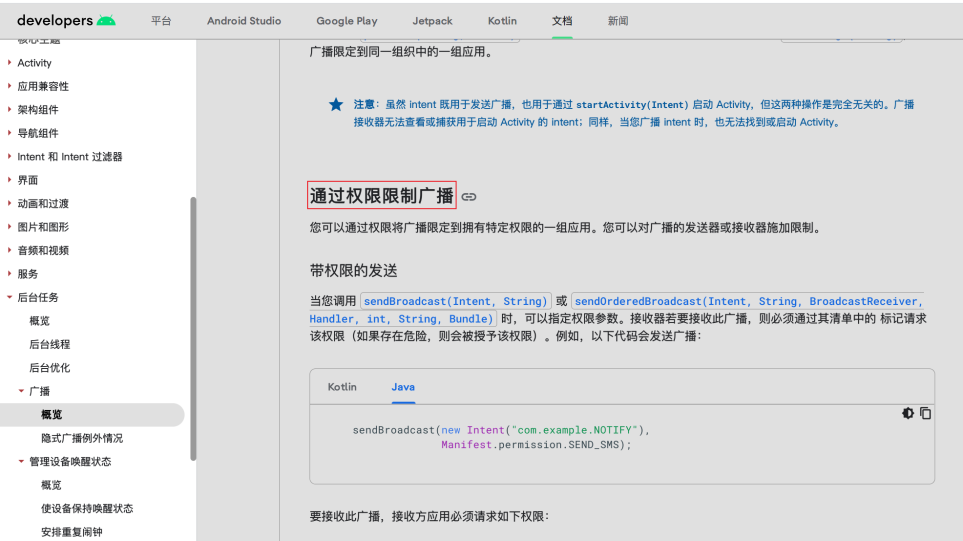 developers
平台
Android Studio
Google Play
Jetpack
Kotlin
文档
新闻
核心主题
Activity
应用兼容性
架构组件
导航组件
Intent 和 Intent 过滤器
界面
动画和过渡
图片和图形
音频和视频
服务
后台任务
概览
后台线程
后台优化
广播
概览
隐式广播例外情况
管理设备唤醒状态
概览
使设备保持唤醒状态
安排重复闹钟
广播限定到同一组织中的一组应用。
注意：虽然 intent 既用于发送广播，也用于通过 startActivity(Intent) 启动 Activity，但这两种操作是完全无关的。广播
接收器无法查看或捕获用于启动 Activity 的 intent；同样，当您广播 intent 时，也无法找到或启动 Activity。
通过权限限制广播
您可以通过权限将广播限定到拥有特定权限的一组应用。您可以对广播的发送器或接收器施加限制。
带权限的发送
当您调用 sendBroadcast(Intent, String) 或 sendOrderedBroadcast(Intent, String, BroadcastReceiver,
Handler, int, String, Bundle) 时，可以指定权限参数。接收器若要接收此广播，则必须通过其清单中的 标记请求
该权限（如果存在危险，则会被授予该权限）。例如，以下代码会发送广播：
Kotlin
Java
sendBroadcast(new Intent("com.example.NOTIFY"),
Manifest.permission.SEND_SMS);
要接收此广播，接收方应用必须请求如下权限：